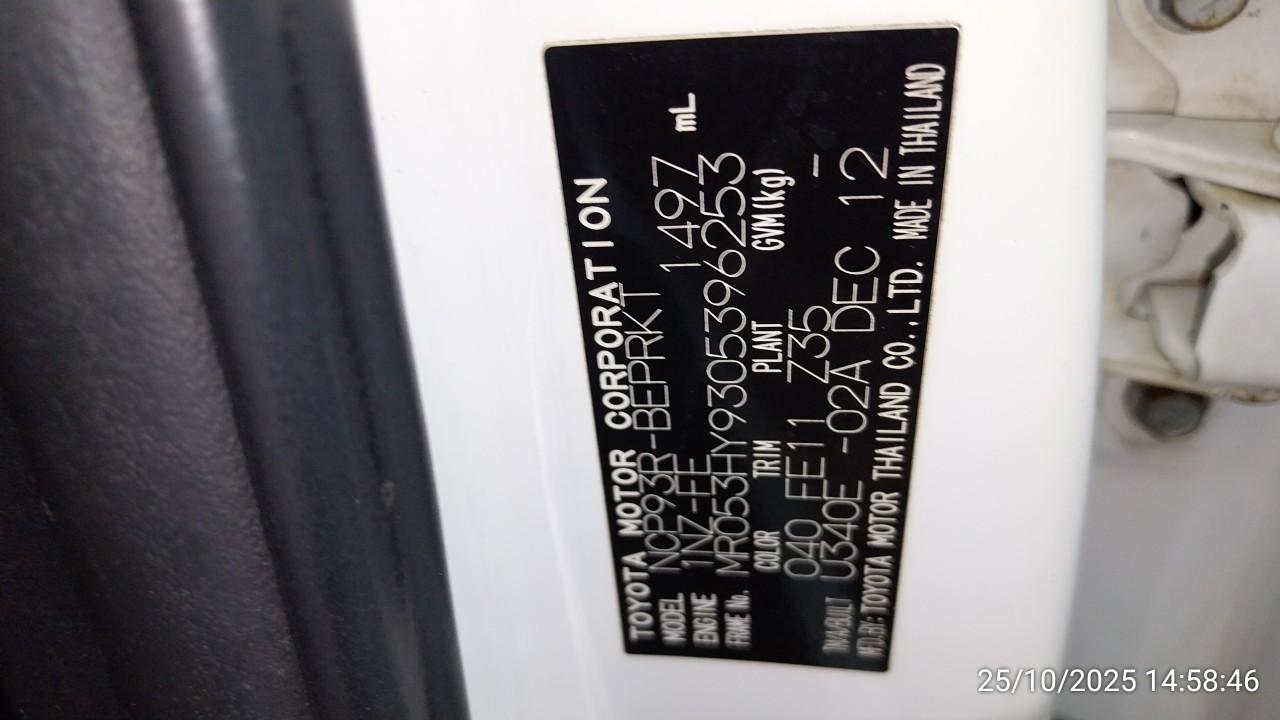 TOYOTA MOTOR CORPORATION
MODEL NCP93R-BEPRKT
ENGINE 1NZ-FE 1497 mL
FRAME No. MR053HY9305396253
COLOR TRIM PLANT GVM(kg)
040 FE11 Z35 -
T/M/A/BUILT U340E -02A DEC 12
MFD.BY: TOYOTA MOTOR THAILAND CO.,LTD. MADE IN THAILAND
25/10/2025 14:58:46